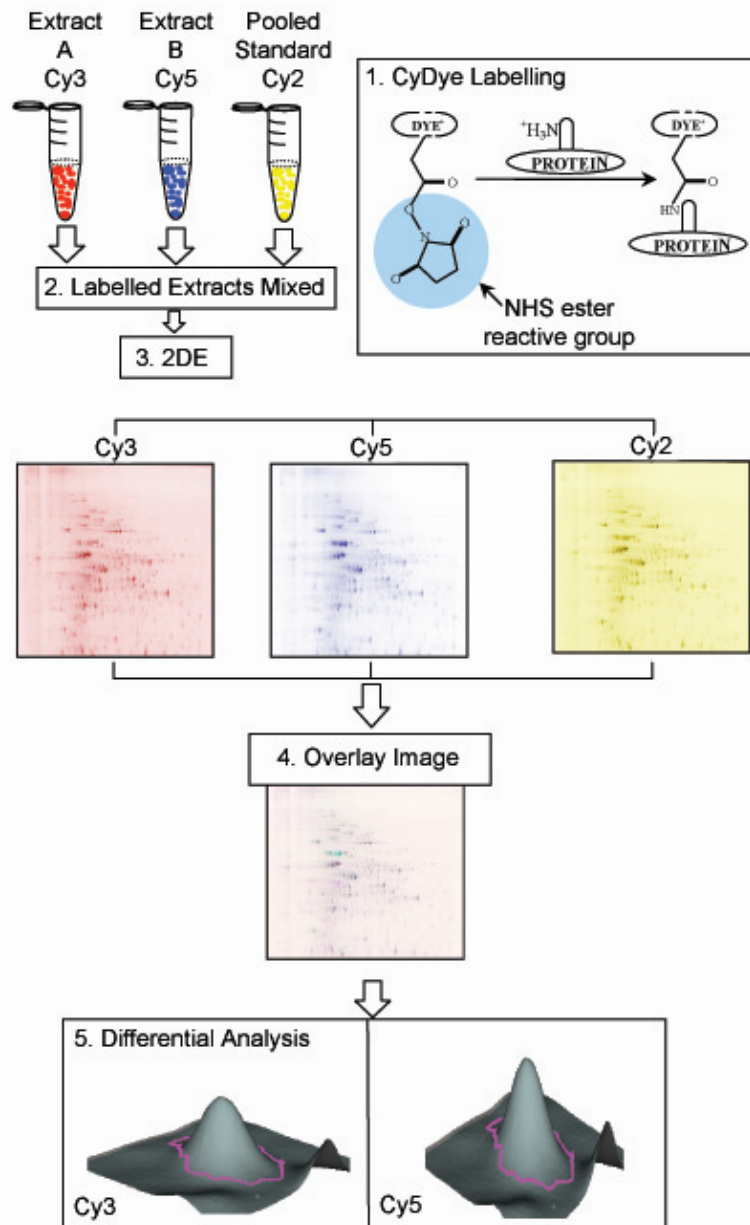 Extract A Cy3
Extract B Cy5
Pooled Standard Cy2
1. CyDye Labelling
DYE⁺
O
O
N
O
O
⁺H₃N
PROTEIN
DYE⁺
O
HN
PROTEIN
NHS ester
reactive group
2. Labelled Extracts Mixed
3. 2DE
Cy3
Cy5
Cy2
4. Overlay Image
5. Differential Analysis
Cy3
Cy5